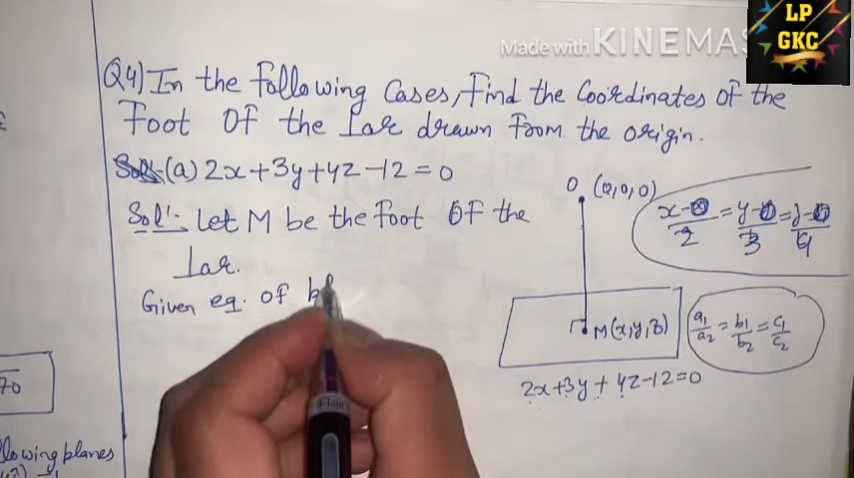 Made with KINEMAS
LP
GKC
Q4) In the following Cases, Find the Coordinates of the
Foot Of the ⊥ar drawn from the origin.
(a) 2x+3y+4z-12=0
Sol':- Let M be the foot Of the
⊥ar.
Given eq. of pl
O (0,0,0)
M(x,y,z)
2x+3y+4z-12=0
x-0/2 = y-0/3 = z-0/4
a1/a2 = b1/b2 = c1/c2
70
llowing planes